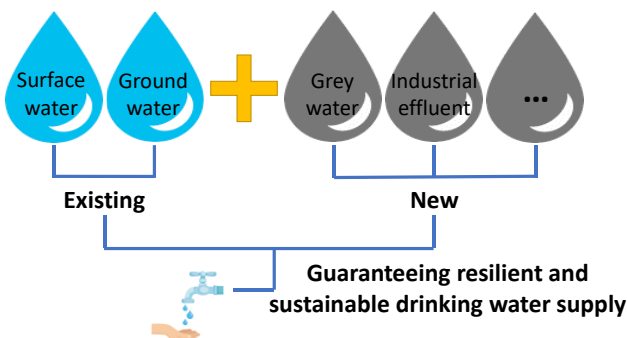 Surface
water
Ground
water
Grey
water
Industrial
effluent
...
Existing
New
Guaranteeing resilient and
sustainable drinking water supply